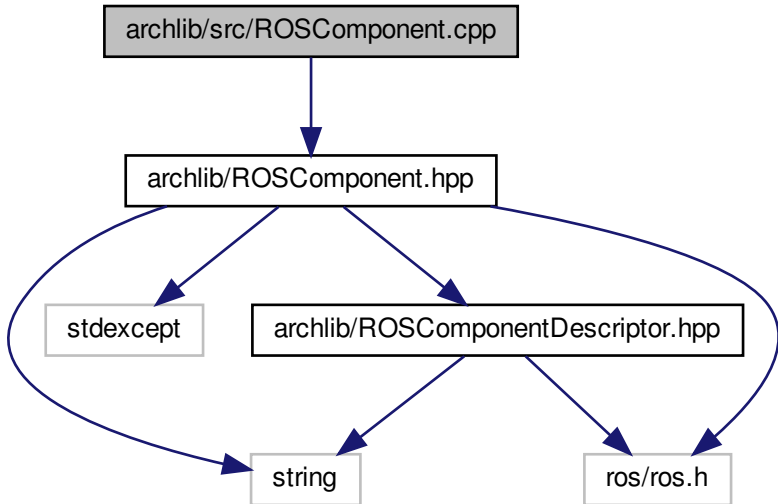 archlib/src/ROSComponent.cpp
archlib/ROSComponent.hpp
stdexcept
archlib/ROSComponentDescriptor.hpp
string
ros/ros.h